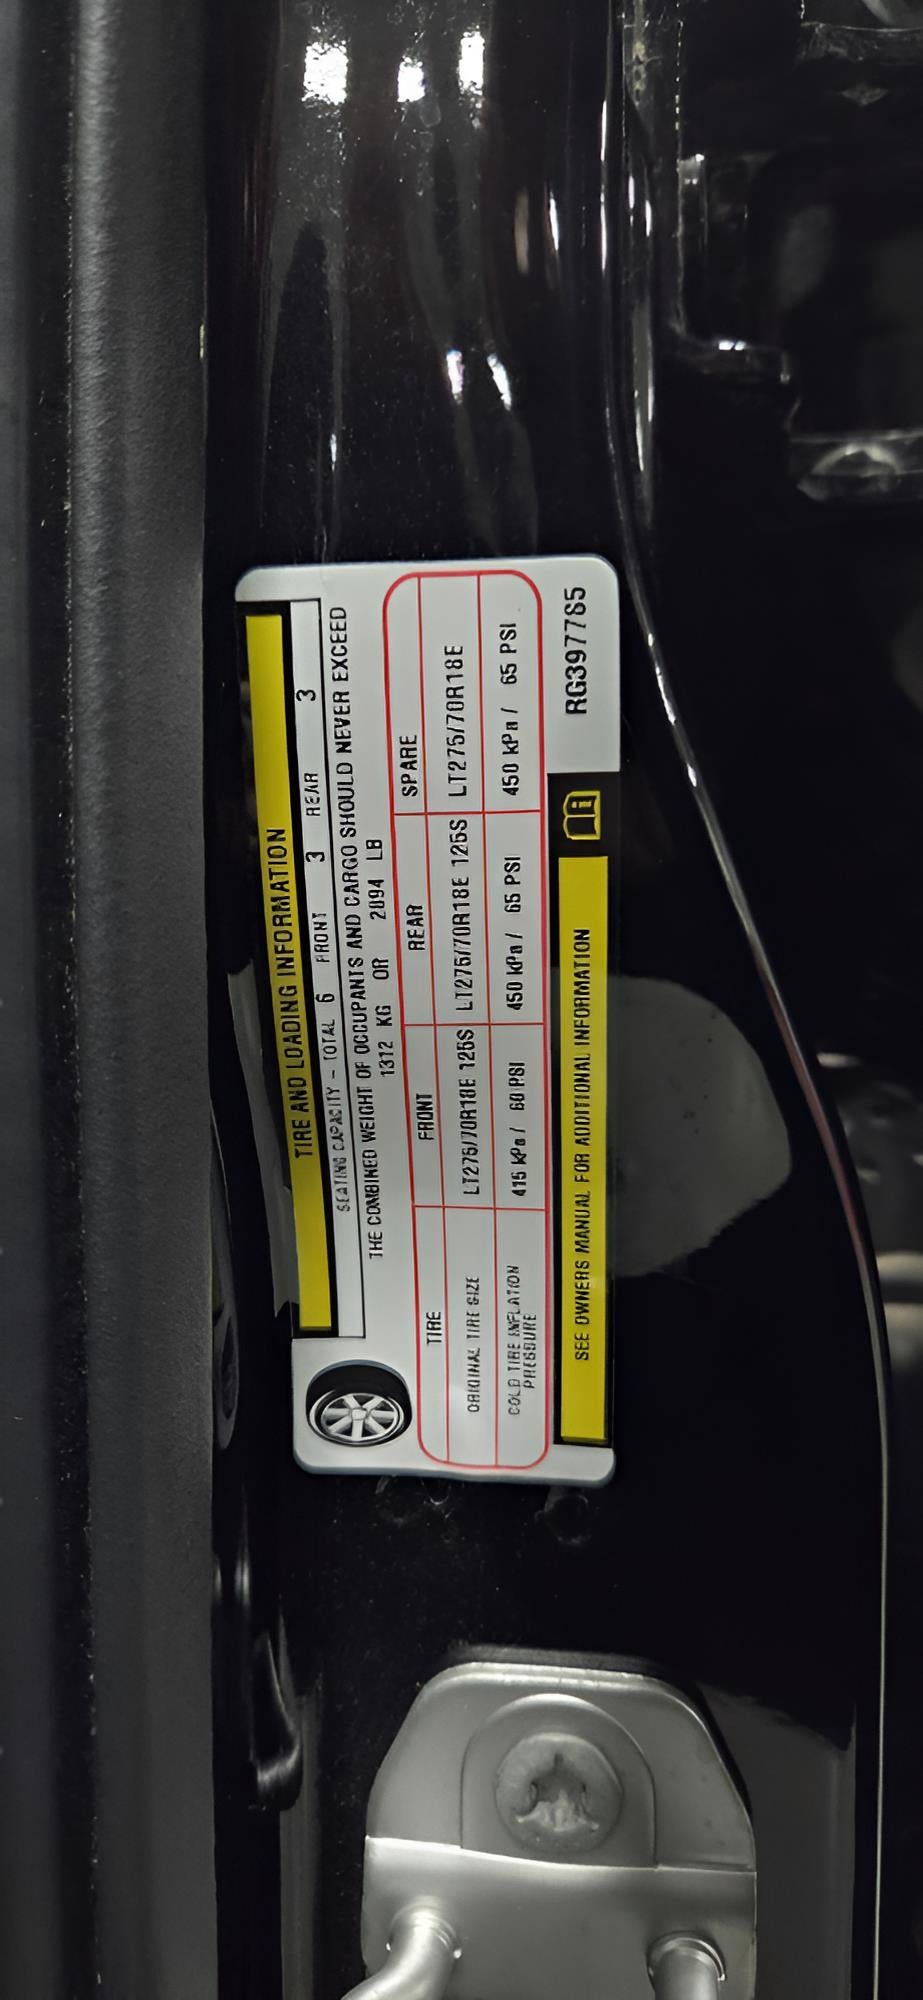 TIRE AND LOADING INFORMATION
SEATING CAPACITY - TOTAL 6 FRONT 3 REAR 3
THE COMBINED WEIGHT OF OCCUPANTS AND CARGO SHOULD NEVER EXCEED
1312 KG OR 2894 LB
TIRE FRONT REAR SPARE
ORIGINAL TIRE SIZE LT275/70R18E 125S LT275/70R18E 125S LT275/70R18E
COLD TIRE INFLATION PRESSURE 415 kPa / 60 PSI 450 kPa / 65 PSI 450 kPa / 65 PSI
SEE OWNERS MANUAL FOR ADDITIONAL INFORMATION